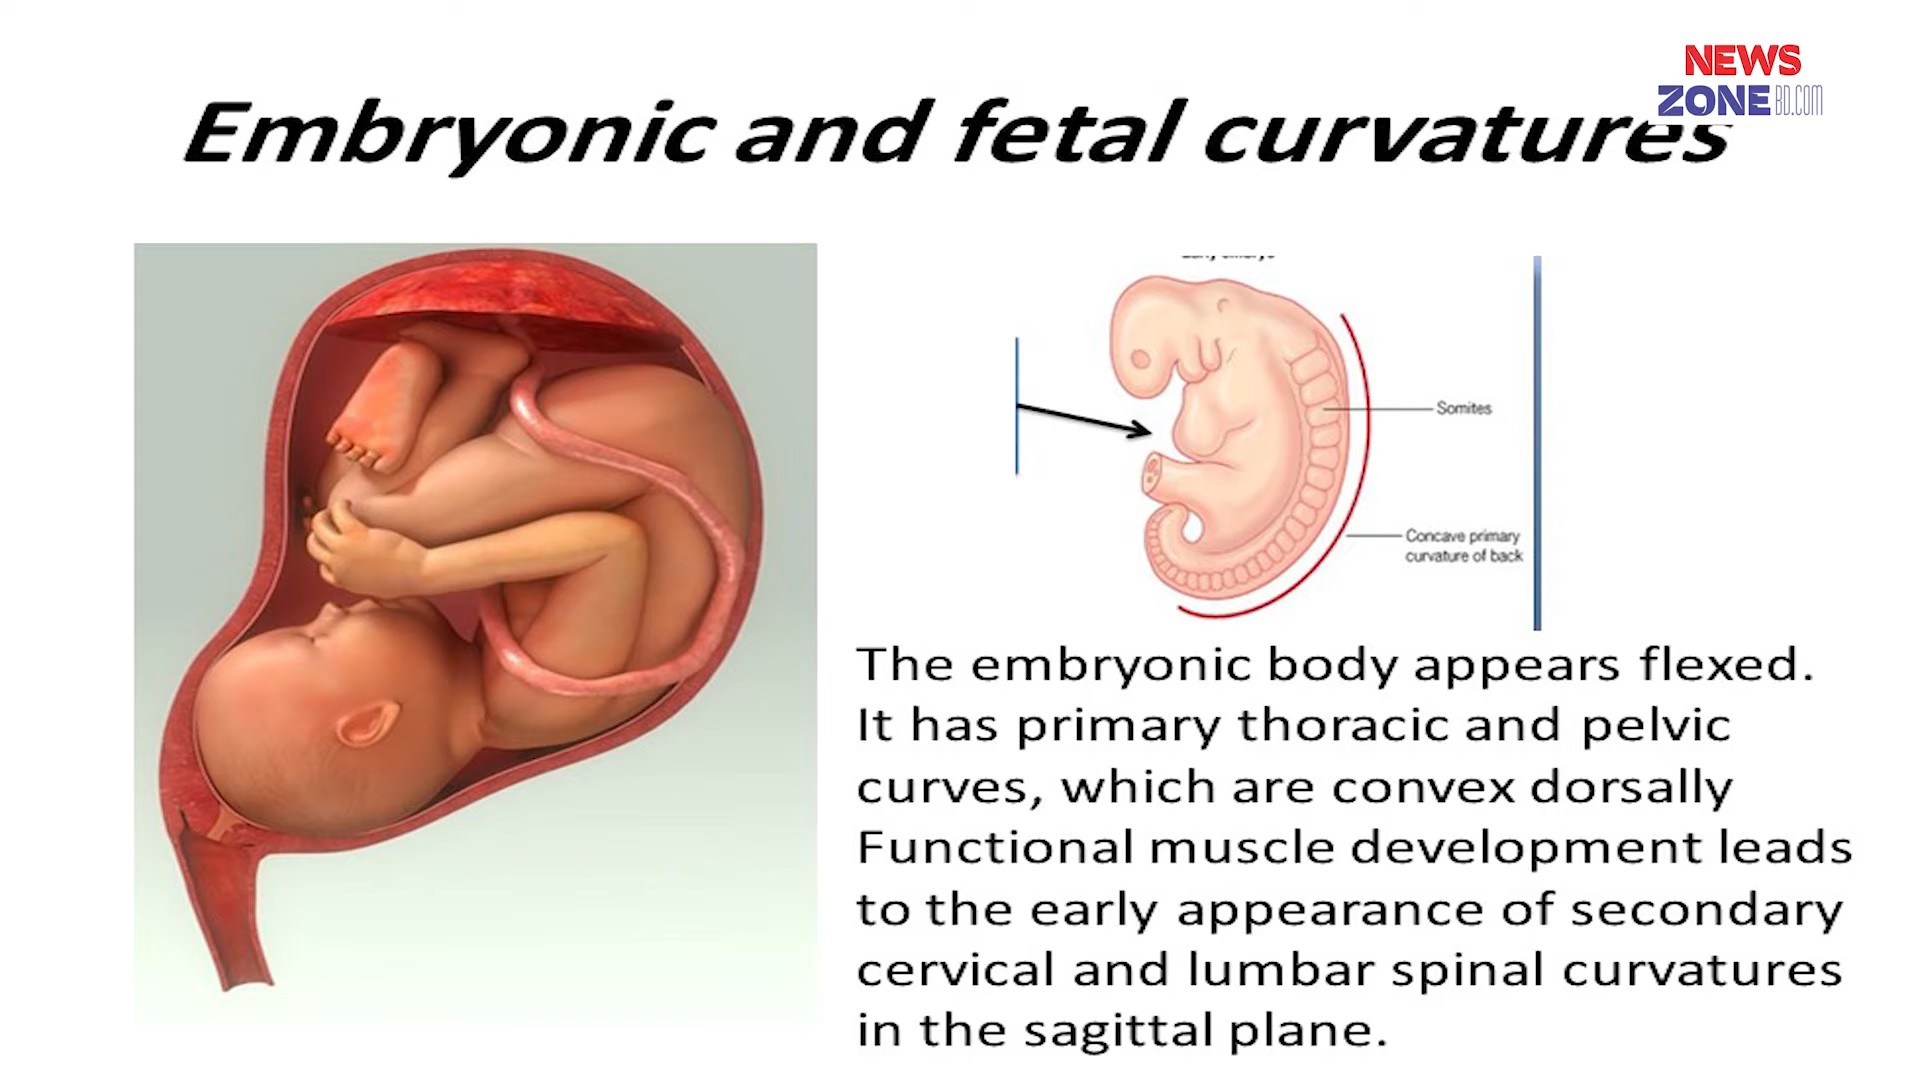 NEWS
ZONE BD.COM
Embryonic and fetal curvatures
Somites
Concave primary
curvature of back
The embryonic body appears flexed.
It has primary thoracic and pelvic
curves, which are convex dorsally
Functional muscle development leads
to the early appearance of secondary
cervical and lumbar spinal curvatures
in the sagittal plane.